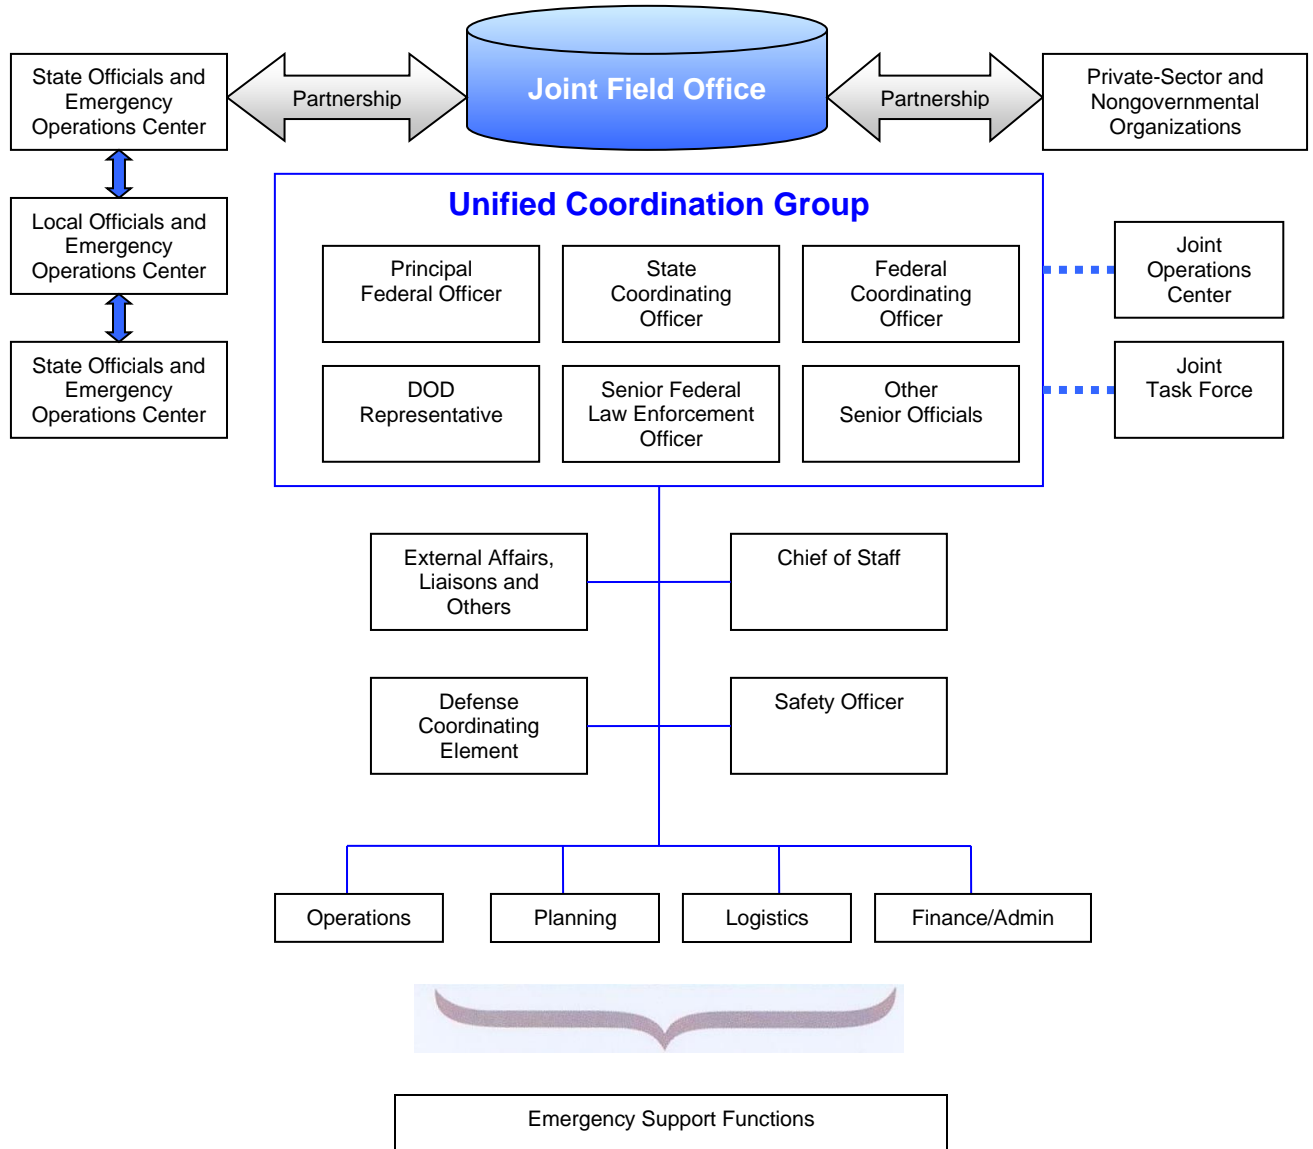 State Officials and
Emergency
Operations Center
Partnership
Joint Field Office
Partnership
Private-Sector and
Nongovernmental
Organizations
Local Officials and
Emergency
Operations Center
State Officials and
Emergency
Operations Center
Unified Coordination Group
Principal
Federal Officer
State
Coordinating
Officer
Federal
Coordinating
Officer
DOD
Representative
Senior Federal
Law Enforcement
Officer
Other
Senior Officials
Joint
Operations
Center
Joint
Task Force
External Affairs,
Liaisons and
Others
Chief of Staff
Defense
Coordinating
Element
Safety Officer
Operations
Planning
Logistics
Finance/Admin
Emergency Support Functions